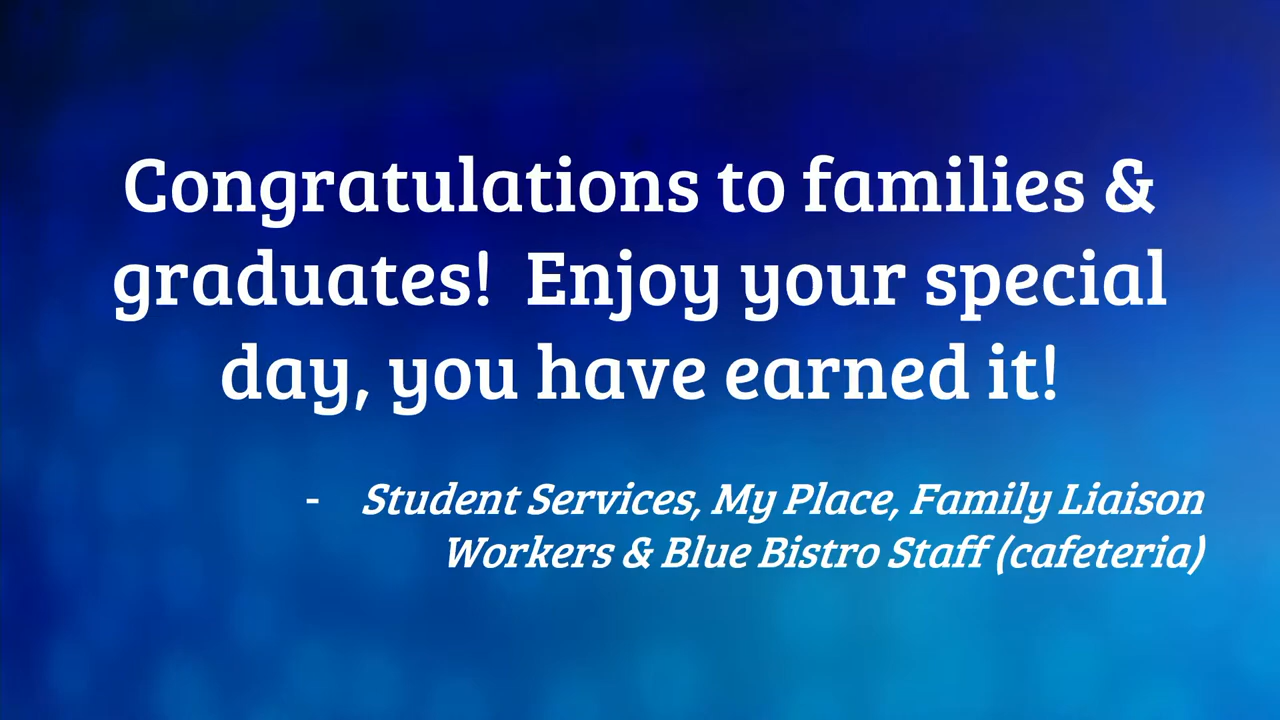 Congratulations to families &
graduates!  Enjoy your special
day, you have earned it!
- Student Services, My Place, Family Liaison
Workers & Blue Bistro Staff (cafeteria)